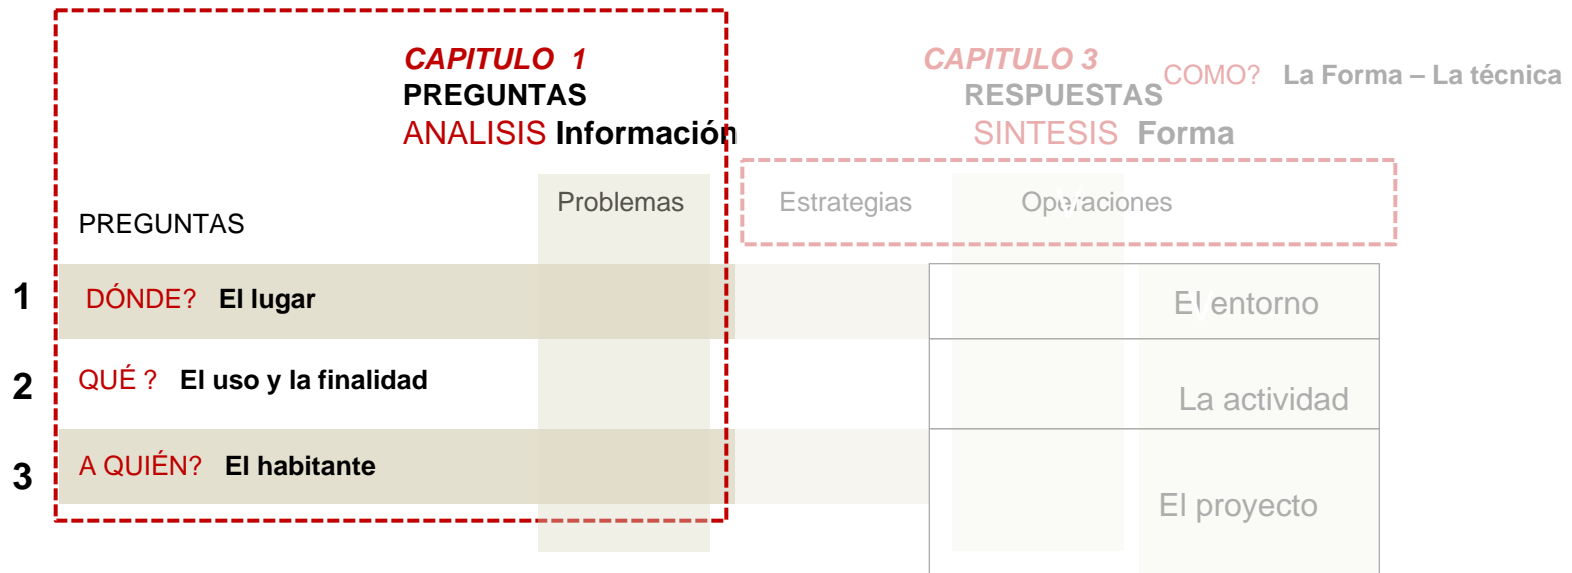 CAPITULO 1
PREGUNTAS
ANALISIS Información
CAPITULO 3
RESPUESTAS
SINTESIS Forma
COMO? La Forma – La técnica
PREGUNTAS
Problemas
Estrategias
Operaciones
1 DÓNDE? El lugar
El entorno
2 QUÉ ? El uso y la finalidad
La actividad
3 A QUIÉN? El habitante
El proyecto